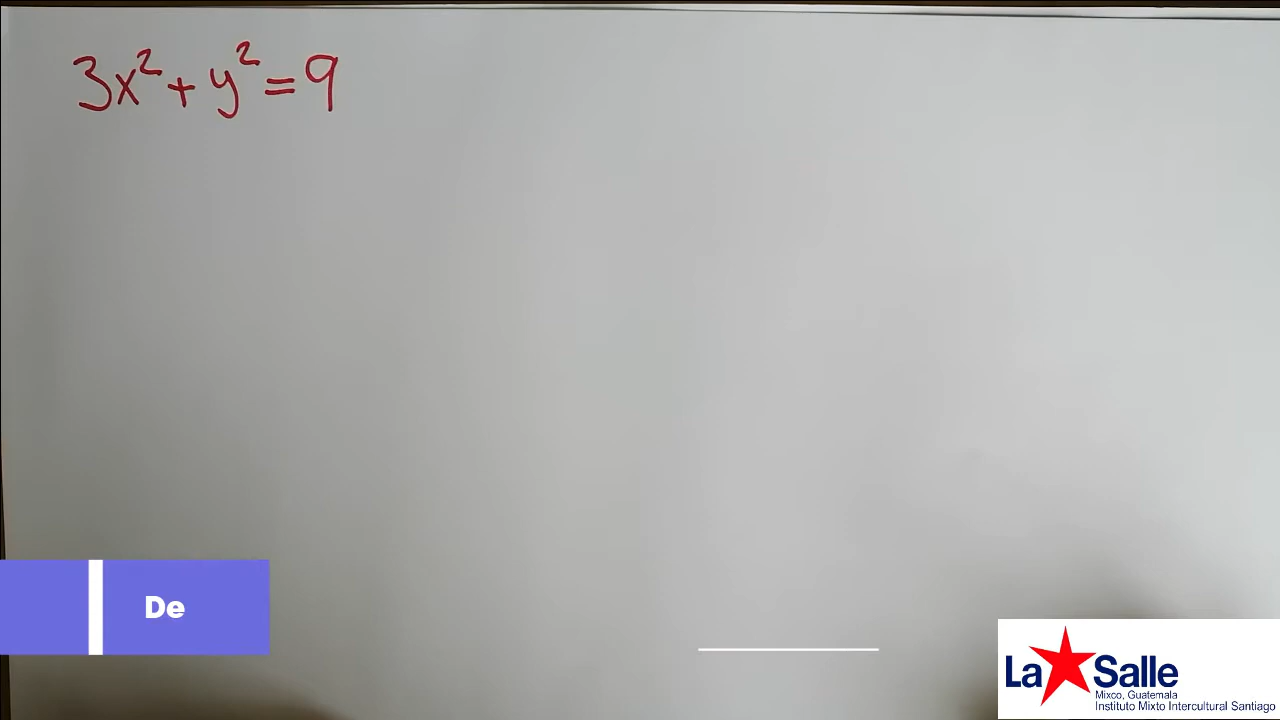 3x² + y² = 9
De
La Salle
Mixco, Guatemala
Instituto Mixto Intercultural Santiago